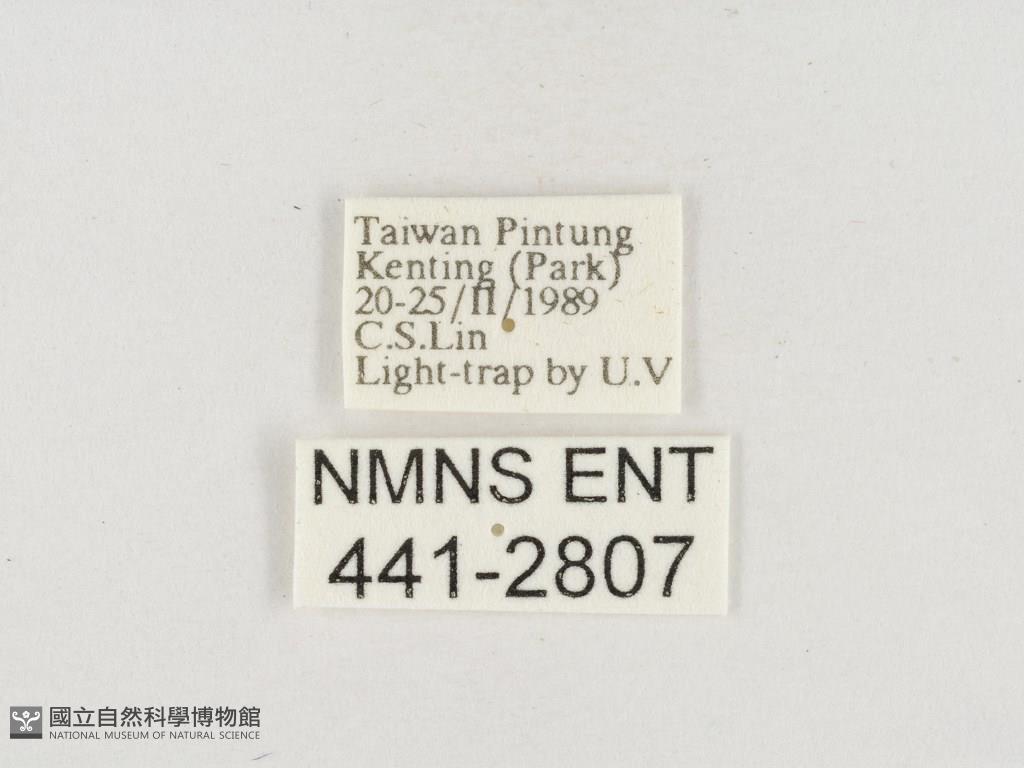 Taiwan Pintung
Kenting (Park)
20-25/II/1989
C.S.Lin
Light-trap by U.V
NMNS ENT
441-2807
國立自然科學博物館
NATIONAL MUSEUM OF NATURAL SCIENCE